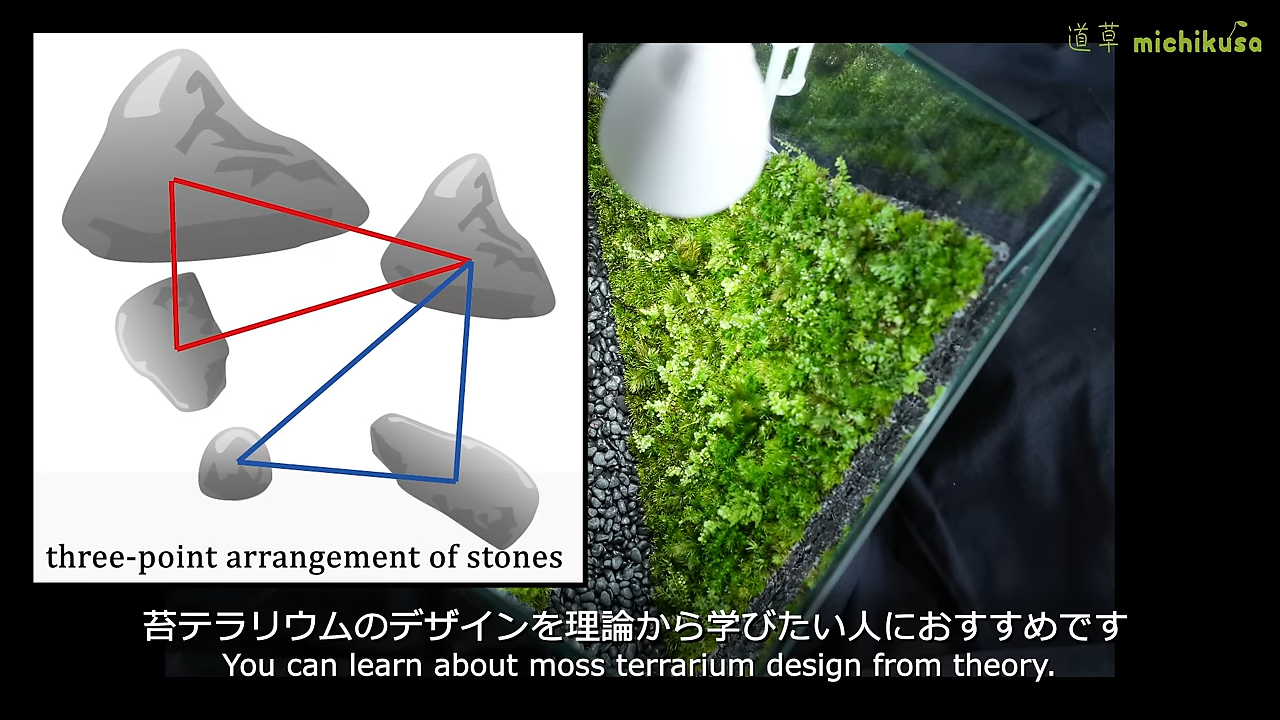 道草 michikusa
three-point arrangement of stones
苔テラリウムのデザインを理論から学びたい人におすすめです
You can learn about moss terrarium design from theory.